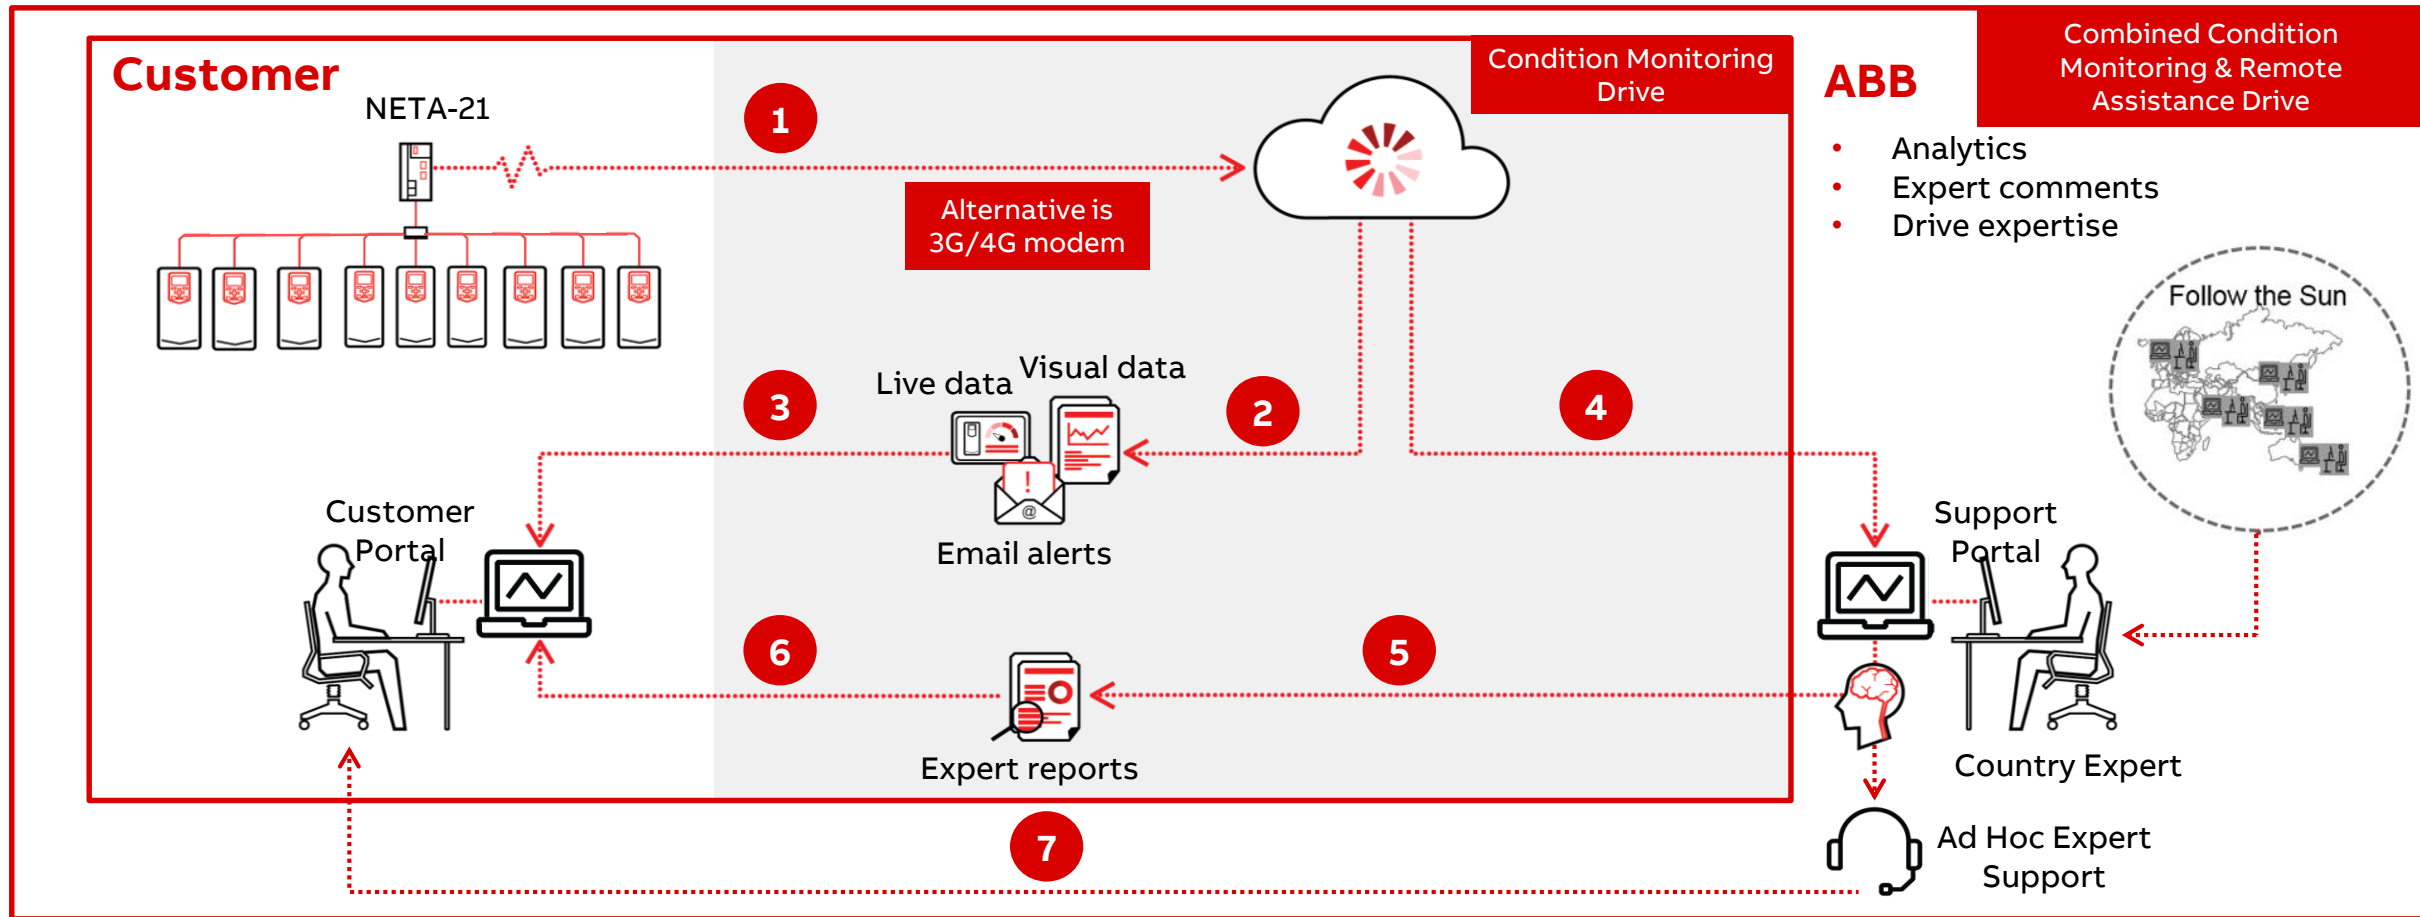 Customer
NETA-21
1
Condition Monitoring
Drive
ABB
Combined Condition
Monitoring & Remote
Assistance Drive
• Analytics
• Expert comments
• Drive expertise
Alternative is
3G/4G modem
Follow the Sun
3
Live data
Visual data
2
4
!
@
Email alerts
Customer
Portal
Support
Portal
6
5
Expert reports
Country Expert
7
Ad Hoc Expert
Support